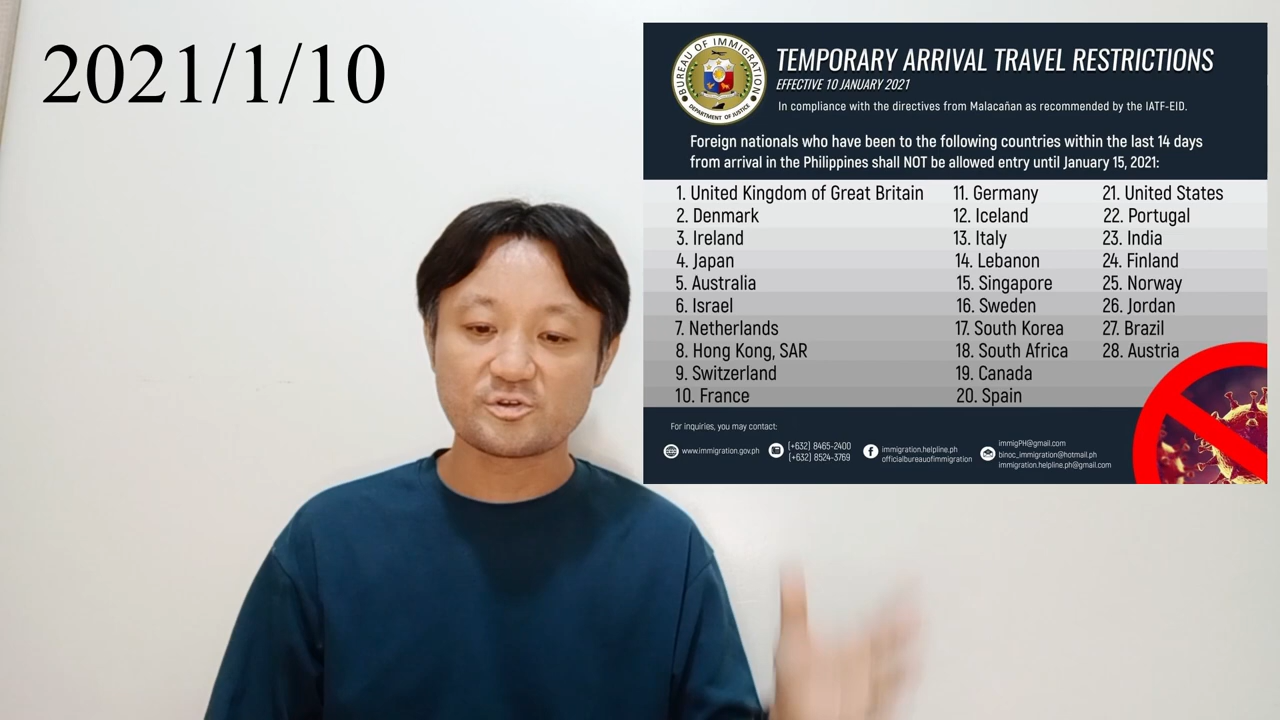 2021/1/10
BUREAU OF IMMIGRATION
DEPARTMENT OF JUSTICE
TEMPORARY ARRIVAL TRAVEL RESTRICTIONS
EFFECTIVE 10 JANUARY 2021
In compliance with the directives from Malacañan as recommended by the IATF-EID.
Foreign nationals who have been to the following countries within the last 14 days
from arrival in the Philippines shall NOT be allowed entry until January 15, 2021:
1. United Kingdom of Great Britain
2. Denmark
3. Ireland
4. Japan
5. Australia
6. Israel
7. Netherlands
8. Hong Kong, SAR
9. Switzerland
10. France
11. Germany
12. Iceland
13. Italy
14. Lebanon
15. Singapore
16. Sweden
17. South Korea
18. South Africa
19. Canada
20. Spain
21. United States
22. Portugal
23. India
24. Finland
25. Norway
26. Jordan
27. Brazil
28. Austria
For inquiries, you may contact:
www.immigration.gov.ph
(+632) 8465-2400
(+632) 8524-3769
immigration.helpline.ph
officialbureauofimmigration
immigPH@gmail.com
binoc_immigration@hotmail.ph
immigration.helpline.ph@gmail.com